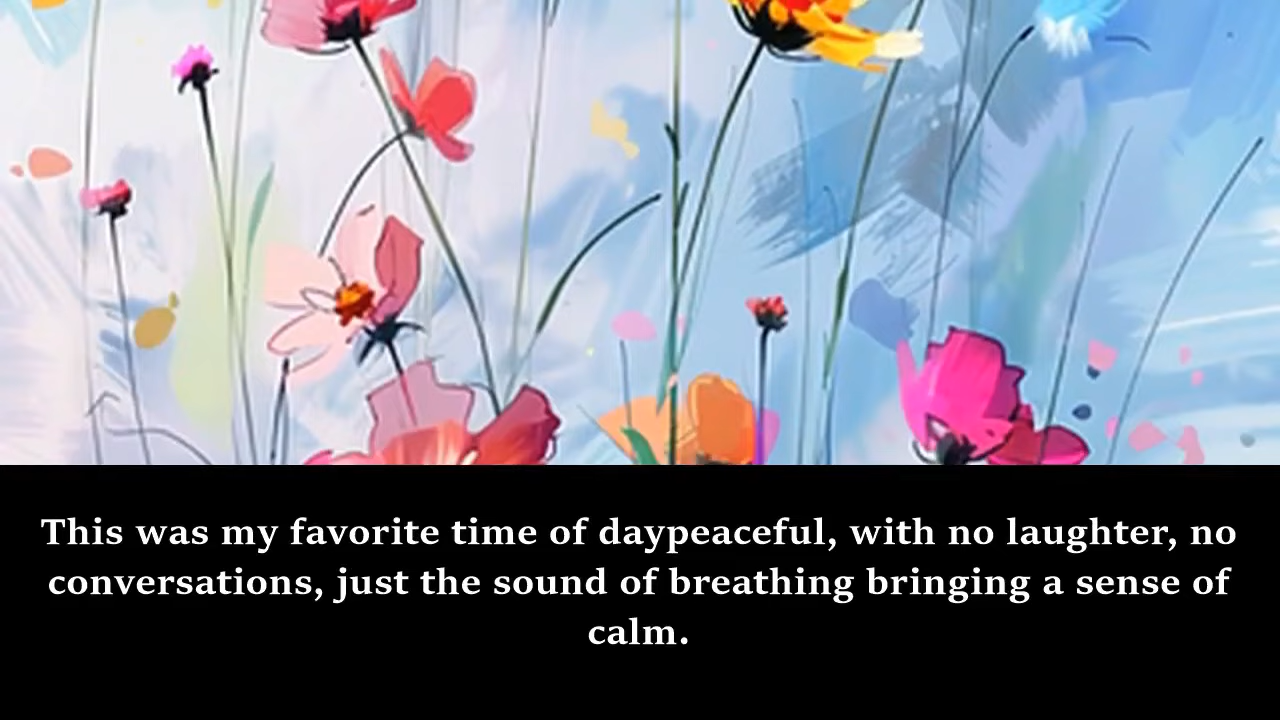 This was my favorite time of daypeaceful, with no laughter, no
conversations, just the sound of breathing bringing a sense of
calm.